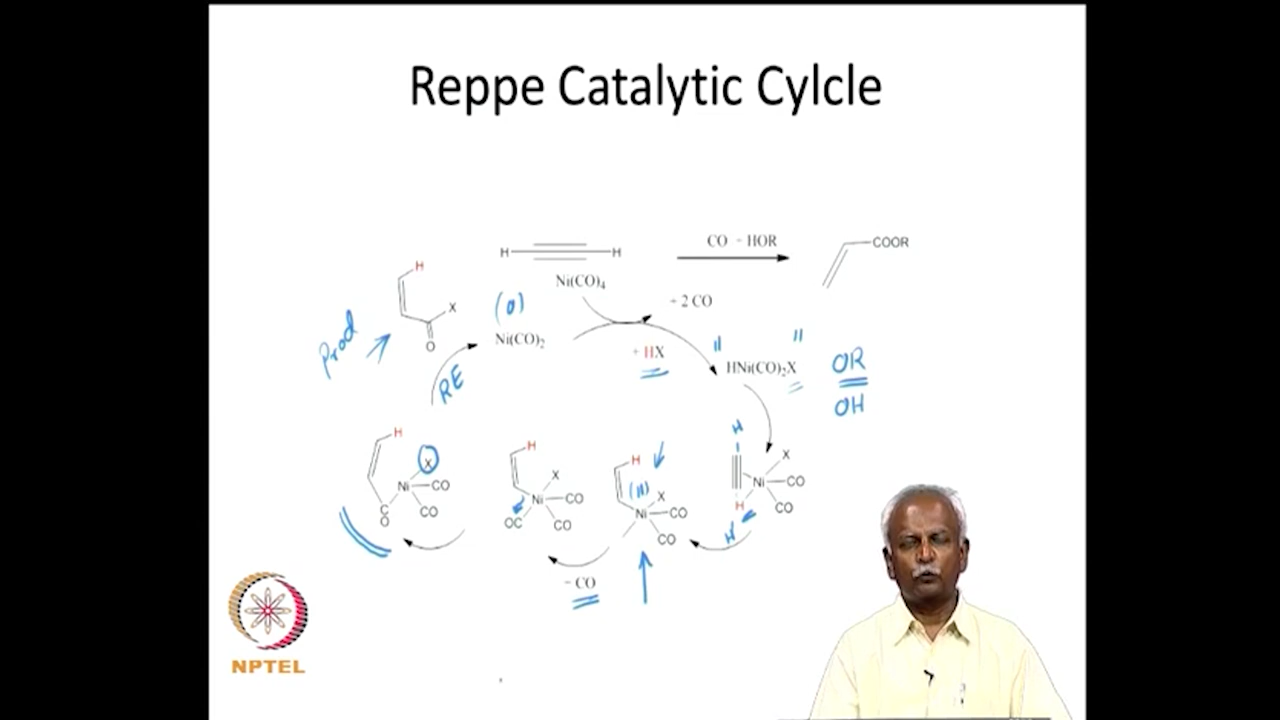 Reppe Catalytic Cylcle
H H
CO - HOR
COOR
Ni(CO)₄
- 2 CO
H
X
O
Prod
(0)
Ni(CO)₂
+ HX
HNi(CO)₂X
II
II
OR
OH
RE
H
X
Ni CO
C CO
O
H
X
Ni CO
OC CO
H
(II)
X
Ni CO
CO
H
X
Ni CO
H CO
H
- CO
NPTEL